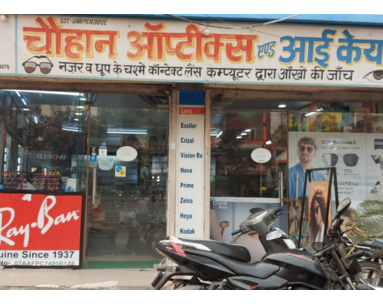 चौहान ऑप्टीक्स एण्ड आई केयर
नजर व धूप के चश्मे कॉन्टेक्ट लैंस कम्प्यूटर द्वारा आँखों की जाँच
Lens
Essilor
Crizal
Vision Rx
Nova
Prime
Zeiss
Hoya
Kodak
Ray-Ban
uine Since 1937